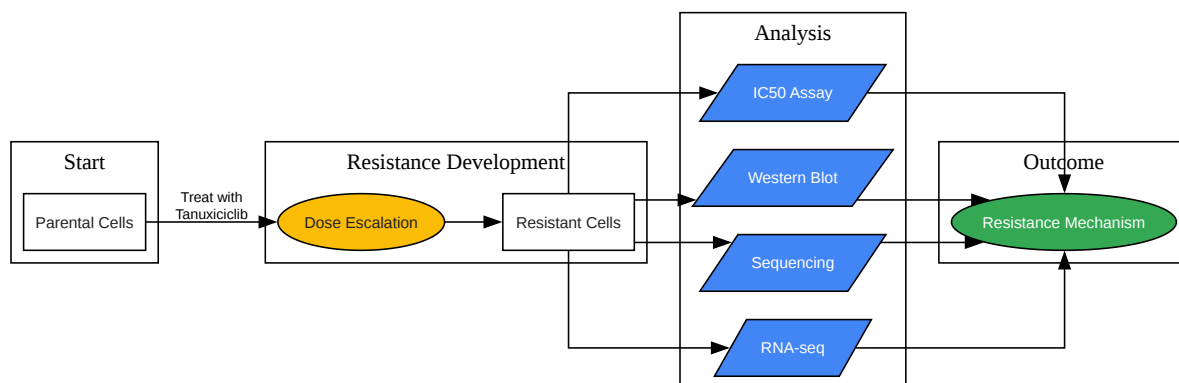 Start
Parental Cells
Treat with
Tanuxiciclib
Resistance Development
Dose Escalation
Resistant Cells
Analysis
IC50 Assay
Western Blot
Sequencing
RNA-seq
Outcome
Resistance Mechanism